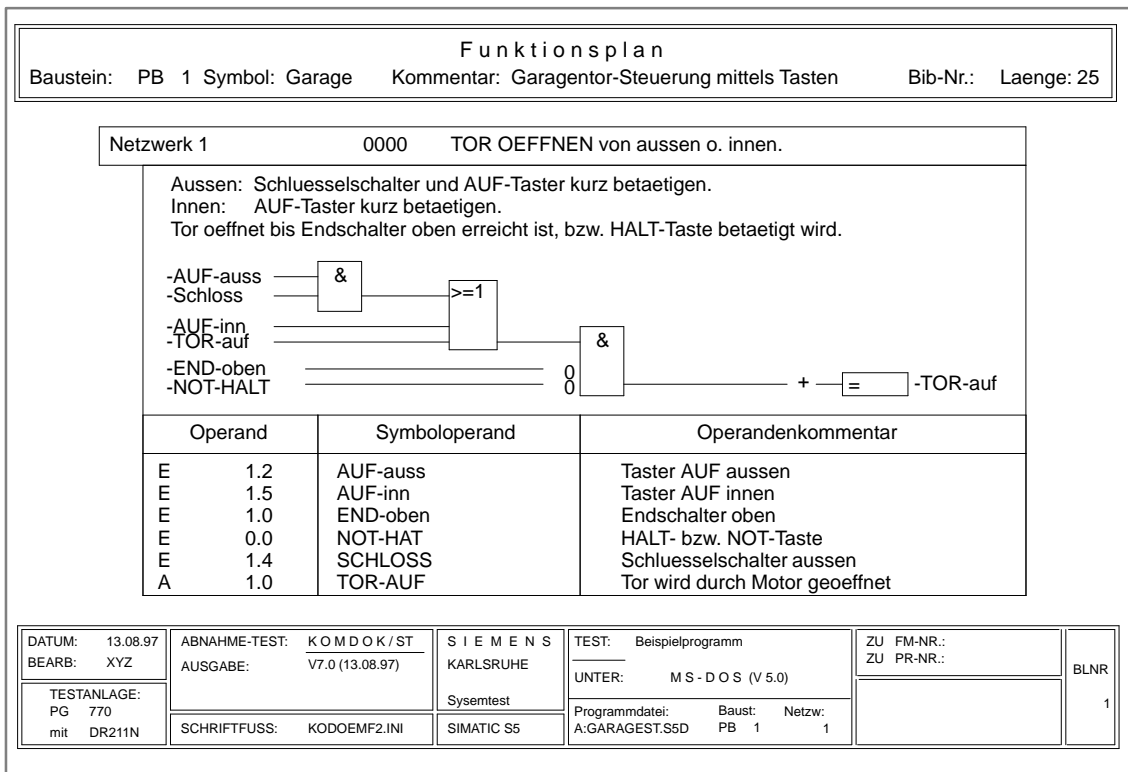 F u n k t i o n s p l a n
Baustein: PB 1 Symbol: Garage Kommentar: Garagentor-Steuerung mittels Tasten Bib-Nr.: Laenge: 25
Netzwerk 1 0000 TOR OEFFNEN von aussen o. innen.
Aussen: Schluesselschalter und AUF-Taster kurz betaetigen.
Innen: AUF-Taster kurz betaetigen.
Tor oeffnet bis Endschalter oben erreicht ist, bzw. HALT-Taste betaetigt wird.
-AUF-auss &
-Schloss >=1
-AUF-inn
-TOR-auf &
-END-oben 0
-NOT-HALT 0 + = -TOR-auf
Operand Symboloperand Operandenkommentar
E 1.2 AUF-auss Taster AUF aussen
E 1.5 AUF-inn Taster AUF innen
E 1.0 END-oben Endschalter oben
E 0.0 NOT-HAT HALT- bzw. NOT-Taste
E 1.4 SCHLOSS Schluesselschalter aussen
A 1.0 TOR-AUF Tor wird durch Motor geoeffnet
DATUM: 13.08.97
BEARB: XYZ
TESTANLAGE:
PG 770
mit DR211N
ABNAHME-TEST: K O M D O K / ST
AUSGABE: V7.0 (13.08.97)
SCHRIFTFUSS: KODOEMF2.INI
S I E M E N S
KARLSRUHE
Sysemtest
SIMATIC S5
TEST: Beispielprogramm
UNTER: M S - D O S (V 5.0)
Programmdatei: Baust: Netzw:
A:GARAGEST.S5D PB 1 1
ZU FM-NR.:
ZU PR-NR.:
BLNR
1